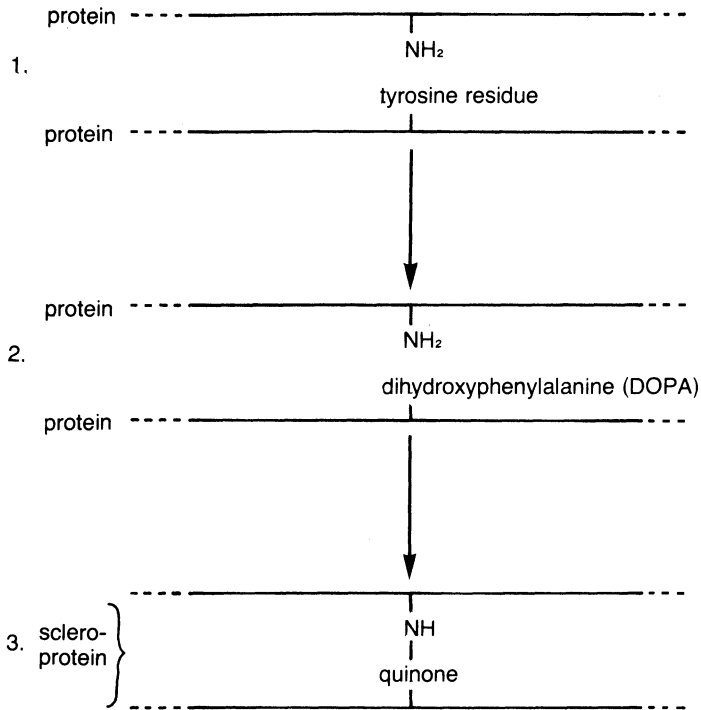 protein
NH₂
1.
tyrosine residue
protein
protein
NH₂
2.
dihydroxyphenylalanine (DOPA)
protein
3. sclero-
protein
NH
quinone